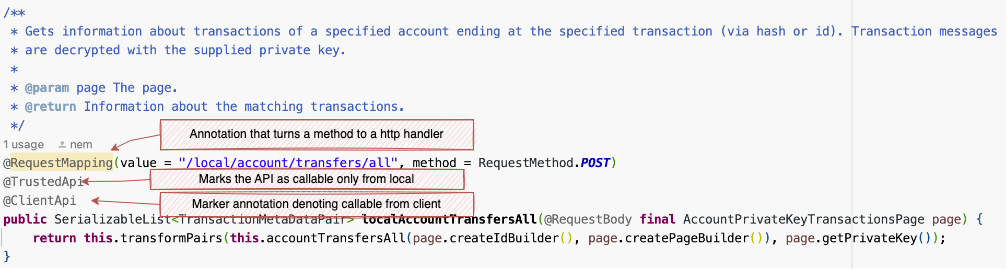 /**
 * Gets information about transactions of a specified account ending at the specified transaction (via hash or id). Transaction messages
 * are decrypted with the supplied private key.
 *
 * @param page The page.
 * @return Information about the matching transactions.
 */
Annotation that turns a method to a http handler
1 usage nem
@RequestMapping(value = "/local/account/transfers/all", method = RequestMethod.POST)
@TrustedApi
Marks the API as callable only from local
@ClientApi
Marker annotation denoting callable from client
public SerializableList<TransactionMetaDataPair> localAccountTransfersAll(@RequestBody final AccountPrivateKeyTransactionsPage page) {
    return this.transformPairs(this.accountTransfersAll(page.createIdBuilder(), page.createPageBuilder()), page.getPrivateKey());
}